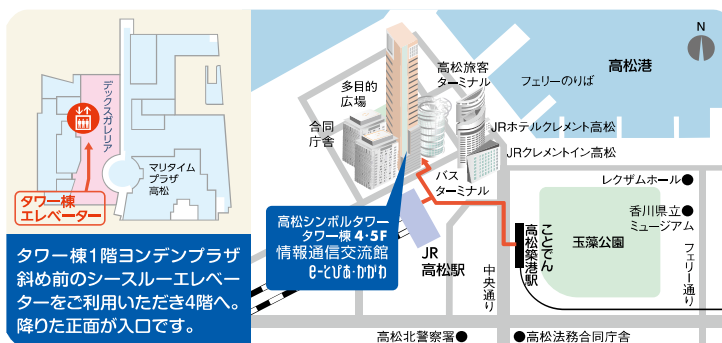 デックスガレリア
マリタイム
プラザ
高松
タワー棟
エレベーター
タワー棟1階ヨンデンプラザ
斜め前のシースルーエレベー
ターをご利用いただき4階へ。
降りた正面が入口です。
N
高松港
フェリーのりば
高松旅客
ターミナル
多目的
広場
合同
庁舎
JRホテルクレメント高松
JRクレメントイン高松
バス
ターミナル
高松シンボルタワー
タワー棟4・5F
情報通信交流館
e-とぴあ・かがわ
JR
高松駅
中央通り
ことでん
高松築港駅
玉藻公園
レクザムホール
香川県立
ミュージアム
フェリー通り
高松北警察署
高松法務合同庁舎